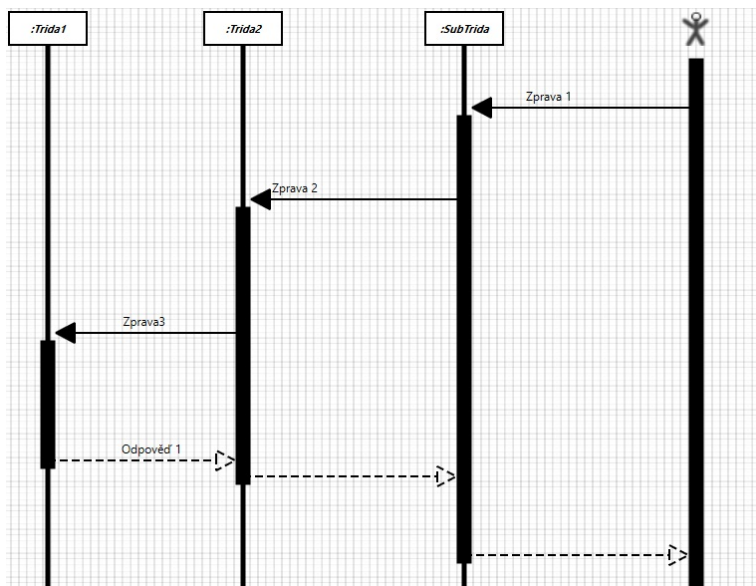 :Trida1
:Trida2
:SubTrida
Zprava 1
Zprava 2
Zprava3
Odpověď 1